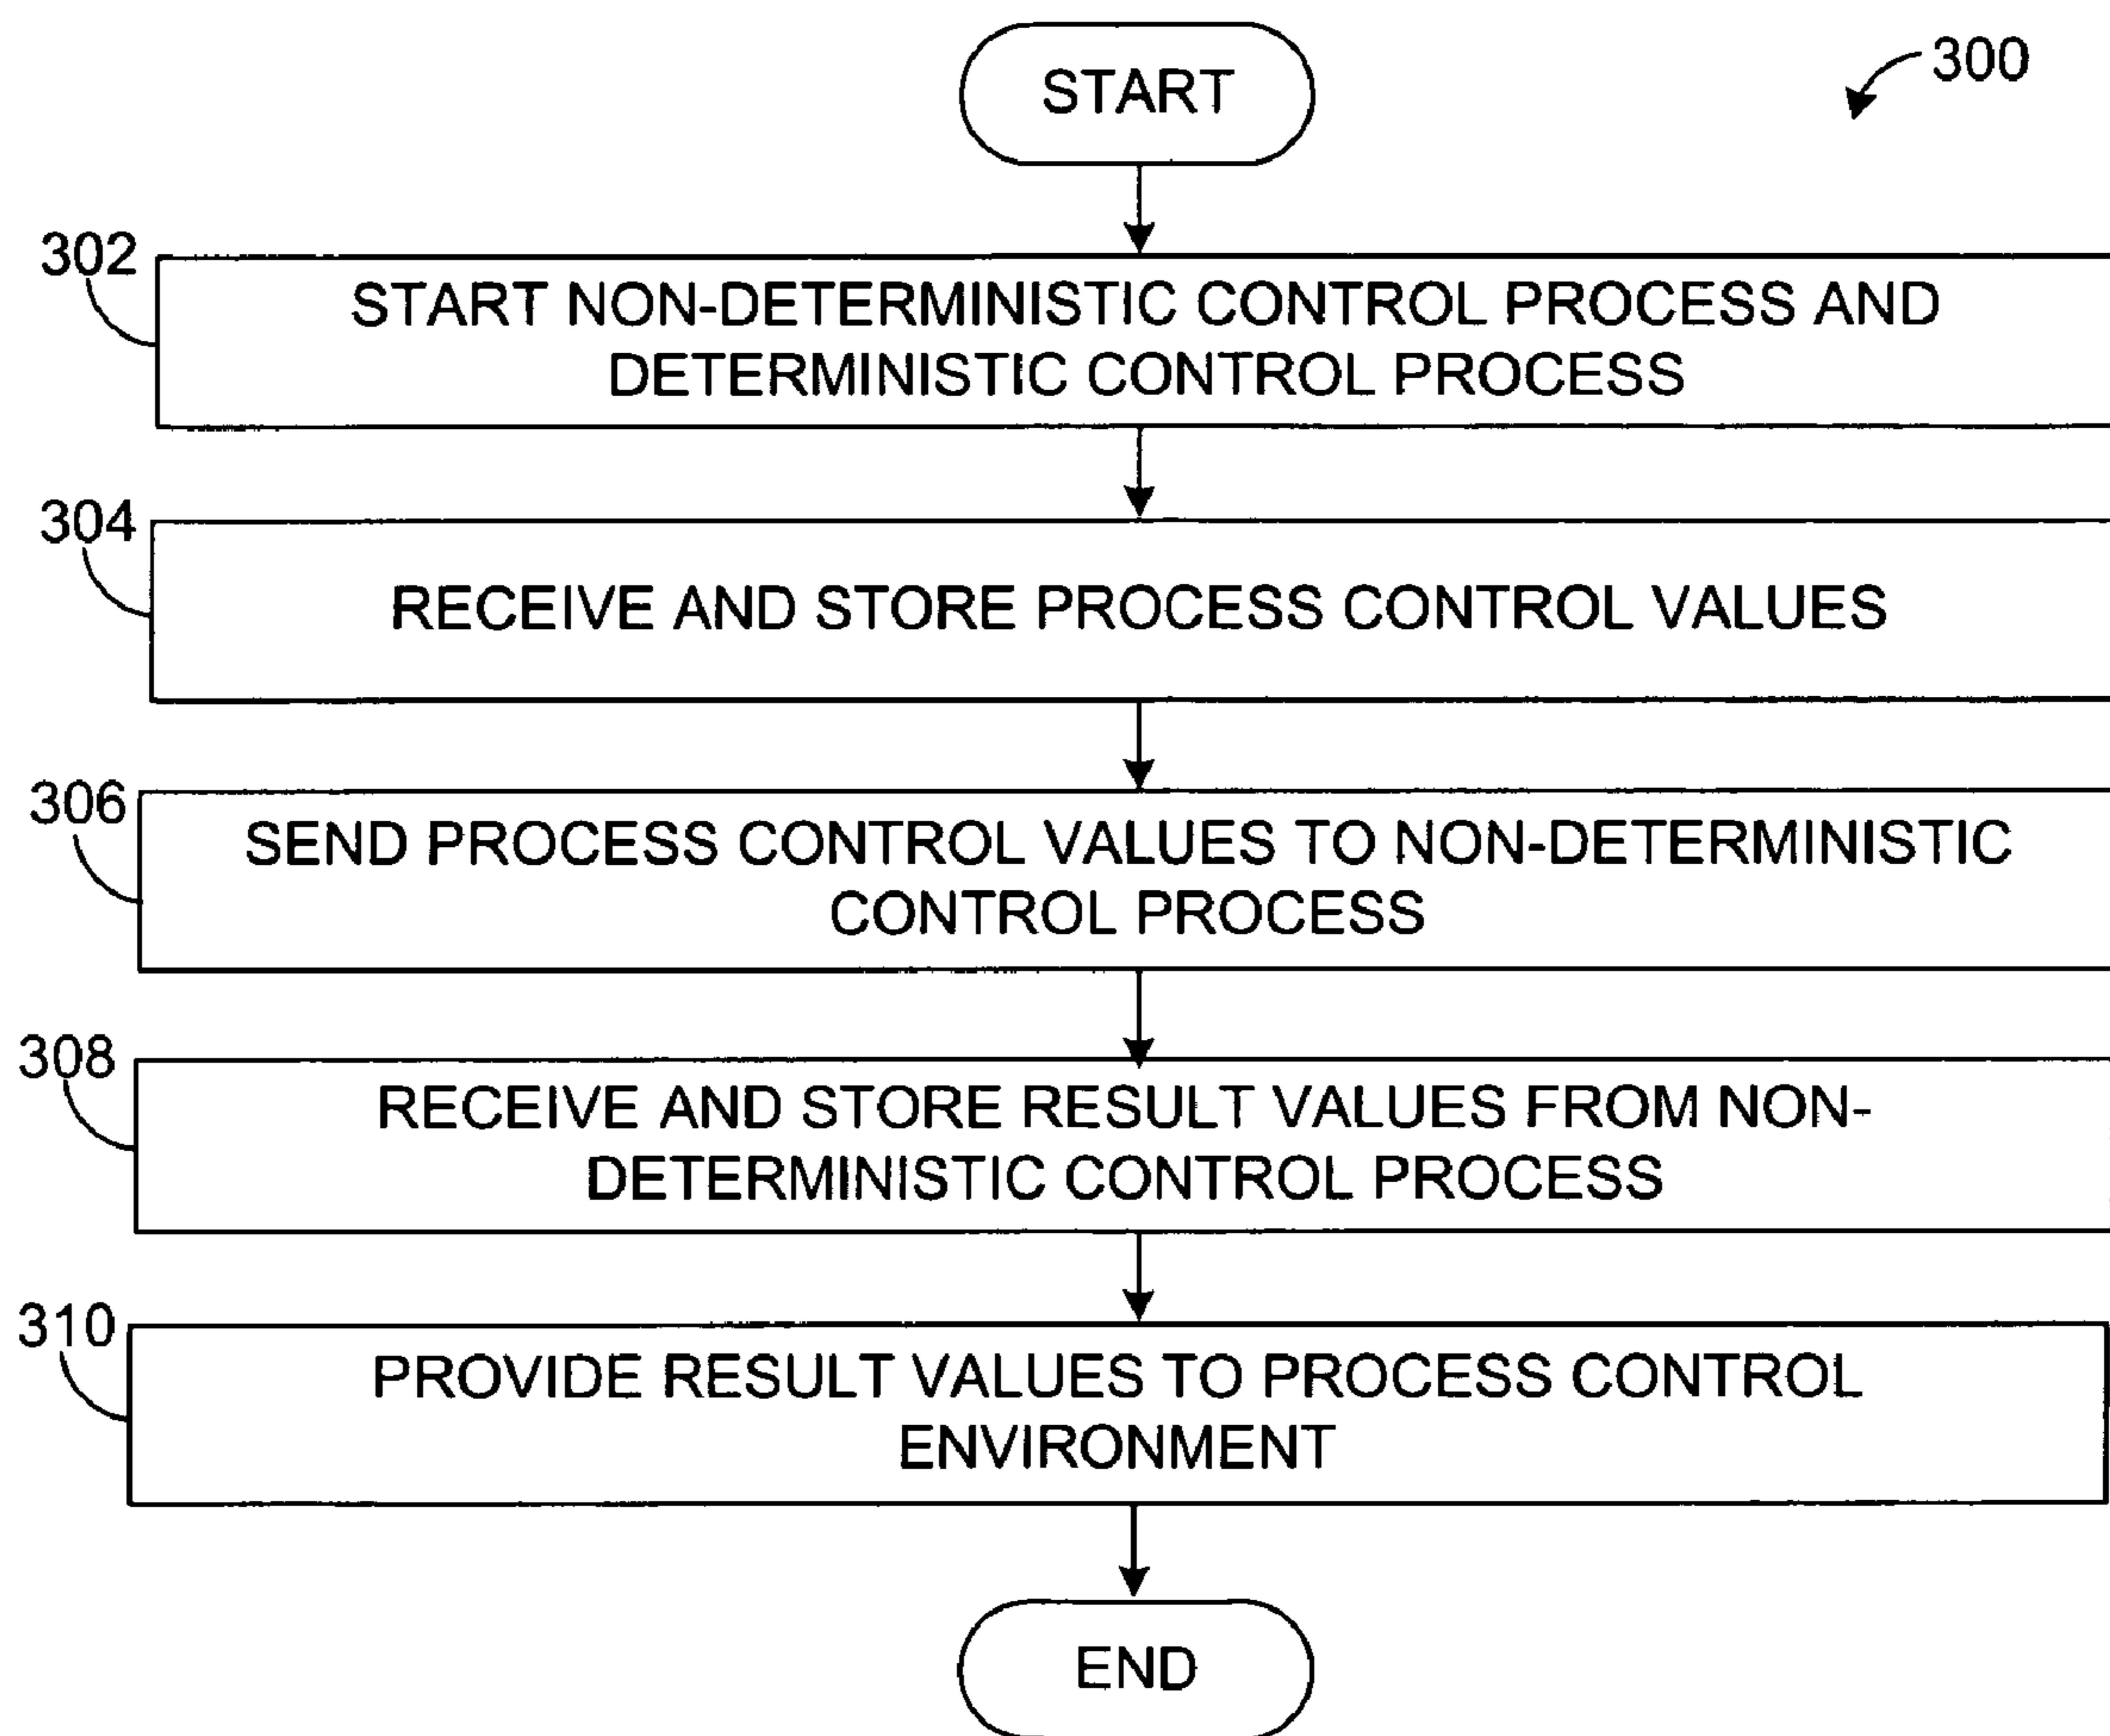 START
300
302
START NON-DETERMINISTIC CONTROL PROCESS AND
DETERMINISTIC CONTROL PROCESS
304
RECEIVE AND STORE PROCESS CONTROL VALUES
306
SEND PROCESS CONTROL VALUES TO NON-DETERMINISTIC
CONTROL PROCESS
308
RECEIVE AND STORE RESULT VALUES FROM NON-
DETERMINISTIC CONTROL PROCESS
310
PROVIDE RESULT VALUES TO PROCESS CONTROL
ENVIRONMENT
END